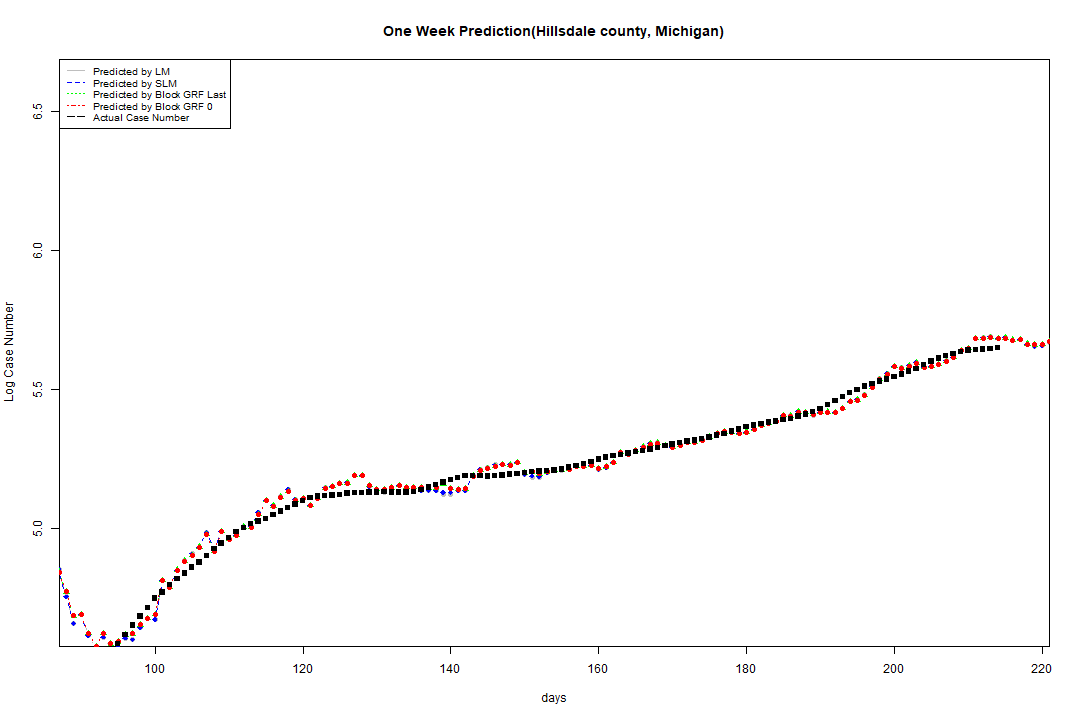 One Week Prediction(Hillsdale county, Michigan)
Predicted by LM
Predicted by SLM
Predicted by Block GRF Last
Predicted by Block GRF 0
Actual Case Number
6.5
6.0
5.5
5.0
Log Case Number
100 120 140 160 180 200 220
days